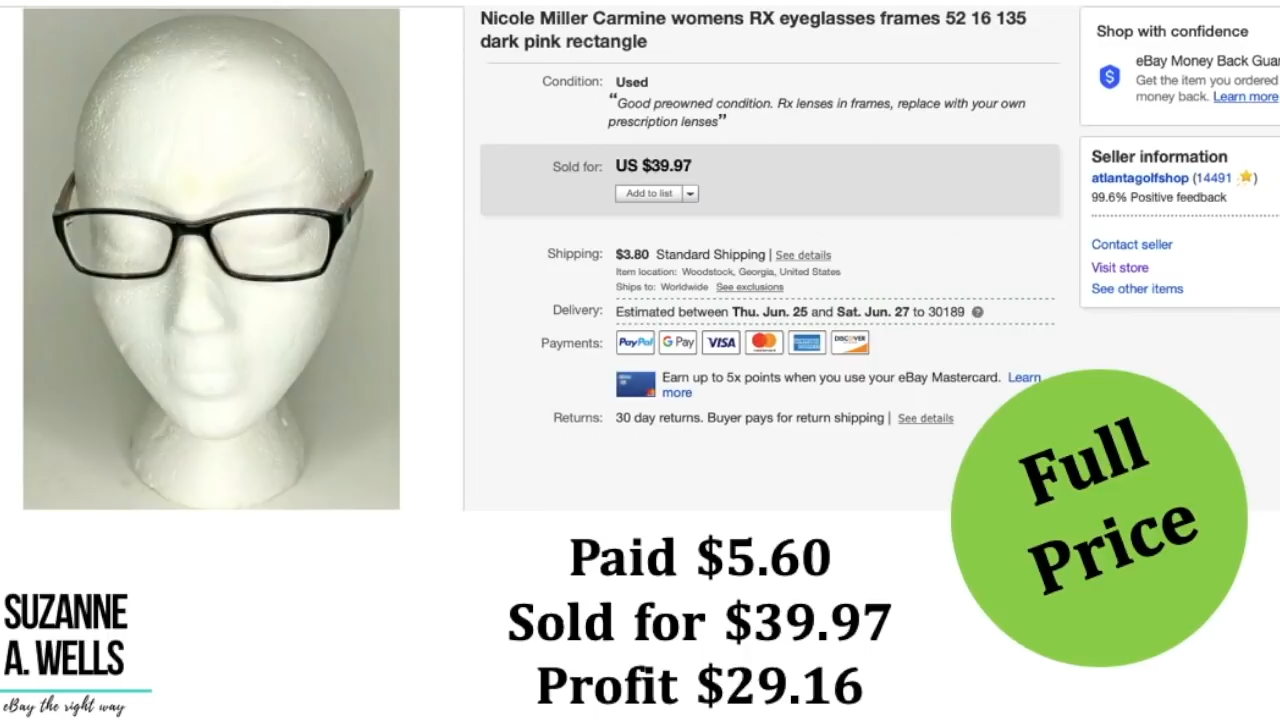 Nicole Miller Carmine womens RX eyeglasses frames 52 16 135
dark pink rectangle
Condition: Used
“Good preowned condition. Rx lenses in frames, replace with your own
prescription lenses”
Sold for: US $39.97
Add to list
Shipping: $3.80 Standard Shipping | See details
Item location: Woodstock, Georgia, United States
Ships to: Worldwide See exclusions
Delivery: Estimated between Thu. Jun. 25 and Sat. Jun. 27 to 30189
Payments: PayPal G Pay VISA DISCOVER
Earn up to 5x points when you use your eBay Mastercard. Learn
more
Returns: 30 day returns. Buyer pays for return shipping | See details
Shop with confidence
eBay Money Back Gua
Get the item you ordered
money back. Learn more
Seller information
atlantagolfshop (14491)
99.6% Positive feedback
Contact seller
Visit store
See other items
Full
Price
Paid $5.60
Sold for $39.97
Profit $29.16
SUZANNE
A. WELLS
eBay the right way